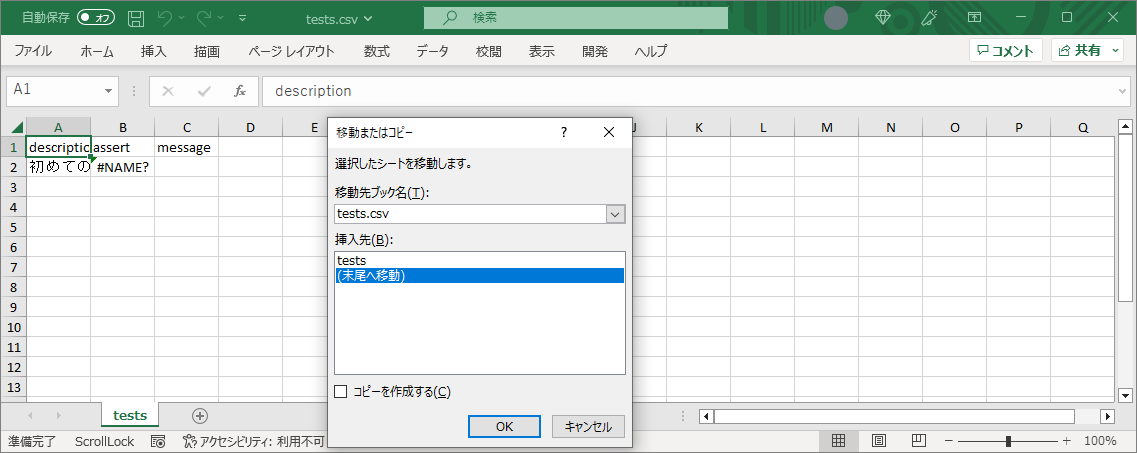 自動保存 オフ tests.csv 検索
ファイル ホーム 挿入 描画 ページ レイアウト 数式 データ 校閲 表示 開発 ヘルプ コメント 共有
A1 fx description
A B C D E J K L M N O P Q
1 descriptic assert message
2 初めての #NAME?
3
4
5
6
7
8
9
10
11
12
13
移動またはコピー ? ×
選択したシートを移動します。
移動先ブック名(T):
tests.csv
挿入先(B):
tests
(末尾へ移動)
コピーを作成する(C)
OK キャンセル
tests
準備完了 ScrollLock アクセシビリティ: 利用不可 100%